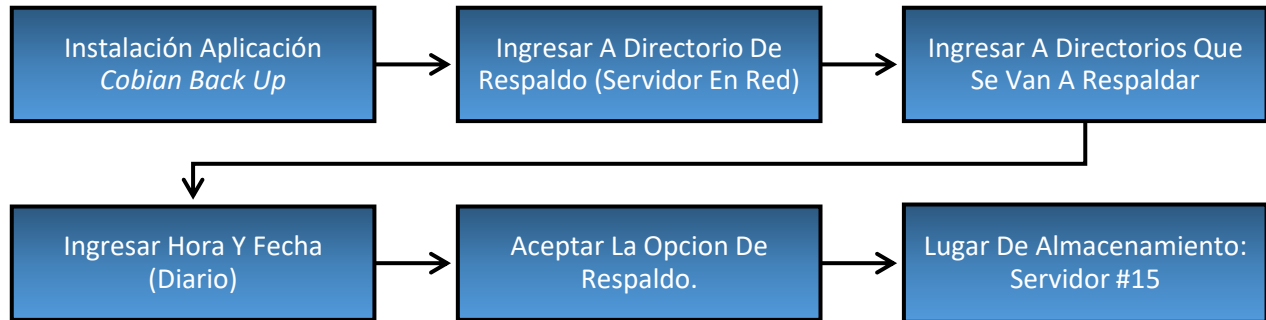 Instalación Aplicación
Cobian Back Up
Ingresar A Directorio De
Respaldo (Servidor En Red)
Ingresar A Directorios Que
Se Van A Respaldar
Ingresar Hora Y Fecha
(Diario)
Aceptar La Opcion De
Respaldo.
Lugar De Almacenamiento:
Servidor #15